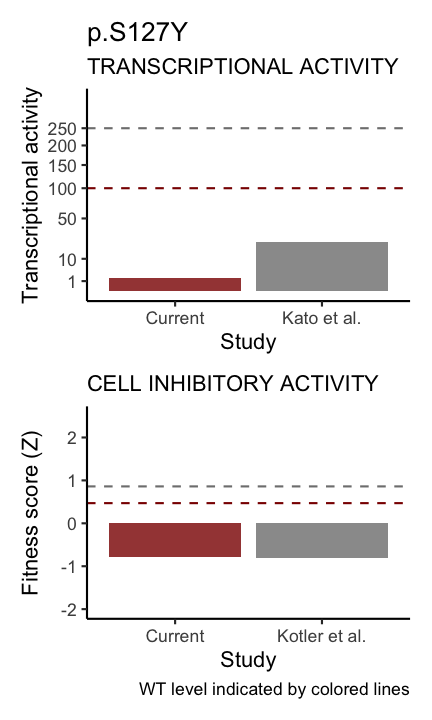 p.S127Y
TRANSCRIPTIONAL ACTIVITY
Transcriptional activity
250
200
150
100
50
10
1
Current
Kato et al.
Study
CELL INHIBITORY ACTIVITY
Fitness score (Z)
2
1
0
-1
-2
Current
Kotler et al.
Study
WT level indicated by colored lines